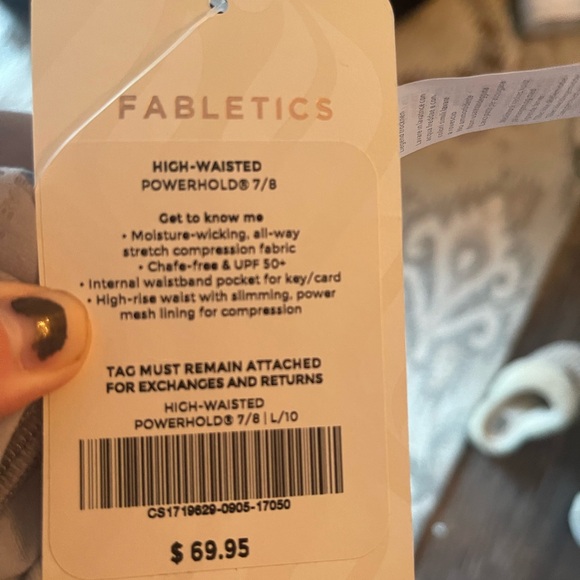 FABLETICS
HIGH-WAISTED
POWERHOLD® 7/8
Get to know me
• Moisture-wicking, all-way
stretch compression fabric
• Chafe-free & UPF 50+
• Internal waistband pocket for key/card
• High-rise waist with slimming, power
mesh lining for compression
TAG MUST REMAIN ATTACHED
FOR EXCHANGES AND RETURNS
HIGH-WAISTED
POWERHOLD® 7/8 | L/10
CS1719629-0905-17050
$ 69.95